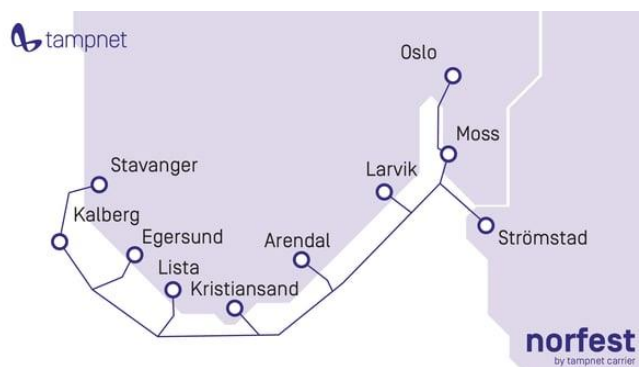 tampnet
Oslo
Moss
Stavanger
Larvik
Kalberg
Egersund
Arendal
Strömstad
Lista
Kristiansand
norfest
by tampnet carrier